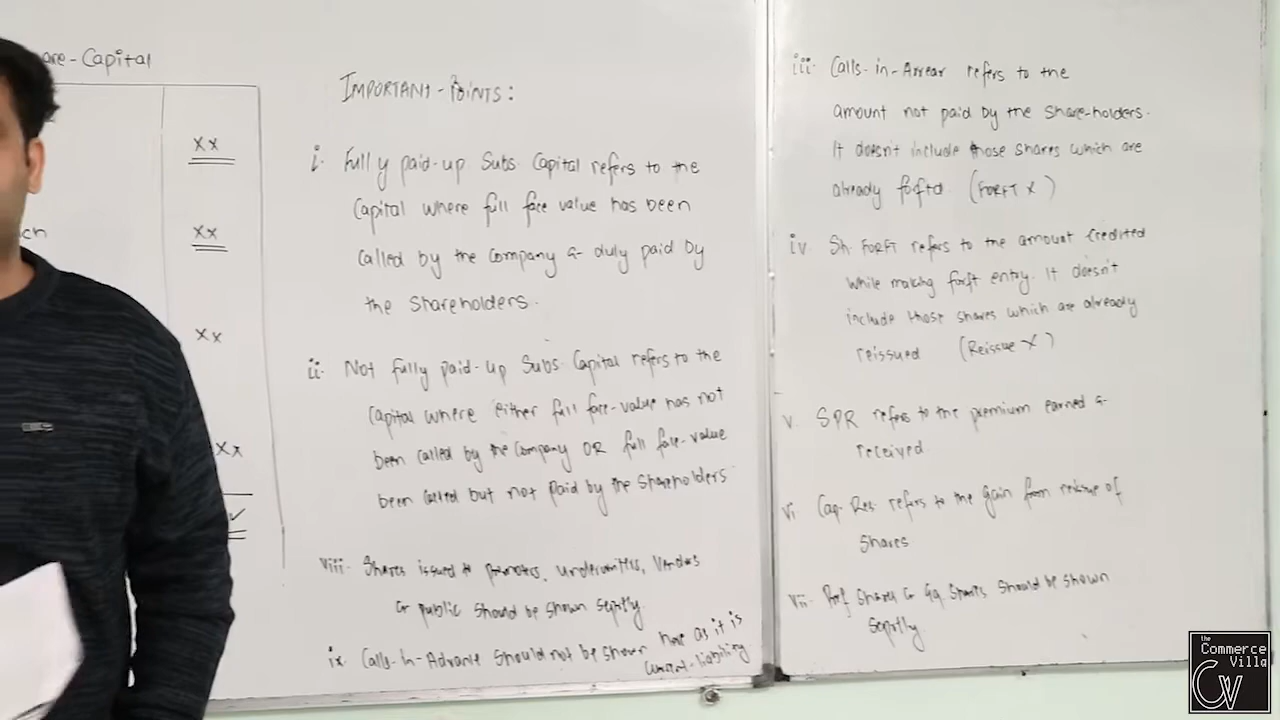 are-Capital
xx
ch
xx
xx
xx
IMPORTANT-POINTS:
i. Fully paid-up Subs. Capital refers to the
Capital where full face value has been
called by the company & duly paid by
the shareholders.
ii. Not fully paid-up Subs. Capital refers to the
Capital where either full face-value has not
been called by the company OR full face-value
been called but not paid by the shareholders
viii. Shares issued to promoters, underwriters, Vendors
or public should be shown septly.
ix. Calls-in-Advance should not be shown here as it is
current-liability
iii. Calls-in-Arrear refers to the
amount not paid by the share-holders.
It doesn't include those shares which are
already forftd. (FORFT X)
iv Sh. FORFT refers to the amount credited
while making forft entry. It doesn't
include those shares which are already
reissued (Reissue X)
v. SPR refers to the premium earned &
received.
vi. Cap. Res. refers to the gain from reissue of
shares
vii. Pref Shares & Eq. Shares should be shown
septly.
the
Commerce
Villa
CV